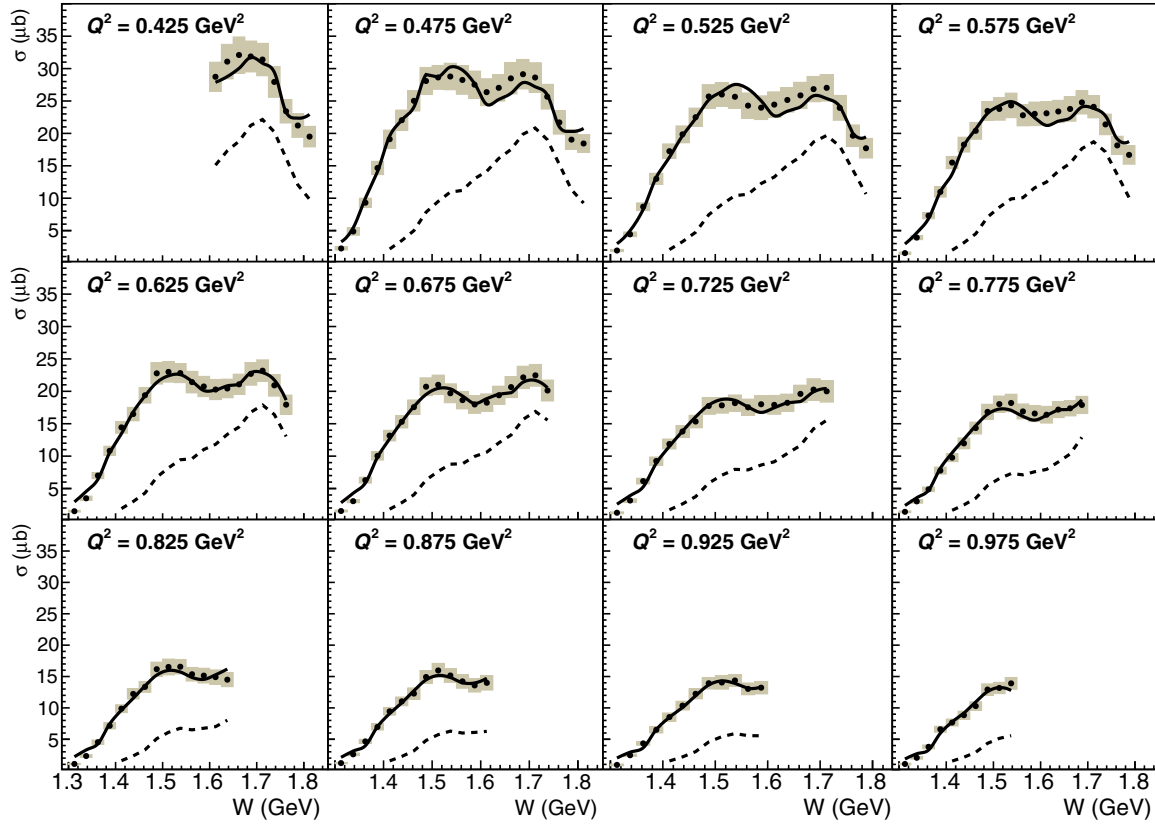 σ (μb)
Q² = 0.425 GeV²
Q² = 0.475 GeV²
Q² = 0.525 GeV²
Q² = 0.575 GeV²
35
30
25
20
15
10
5
σ (μb)
Q² = 0.625 GeV²
Q² = 0.675 GeV²
Q² = 0.725 GeV²
Q² = 0.775 GeV²
35
30
25
20
15
10
5
σ (μb)
Q² = 0.825 GeV²
Q² = 0.875 GeV²
Q² = 0.925 GeV²
Q² = 0.975 GeV²
35
30
25
20
15
10
5
1.3 1.4 1.5 1.6 1.7 1.8 1.4 1.5 1.6 1.7 1.8 1.4 1.5 1.6 1.7 1.8 1.4 1.5 1.6 1.7 1.8
W (GeV) W (GeV) W (GeV) W (GeV)